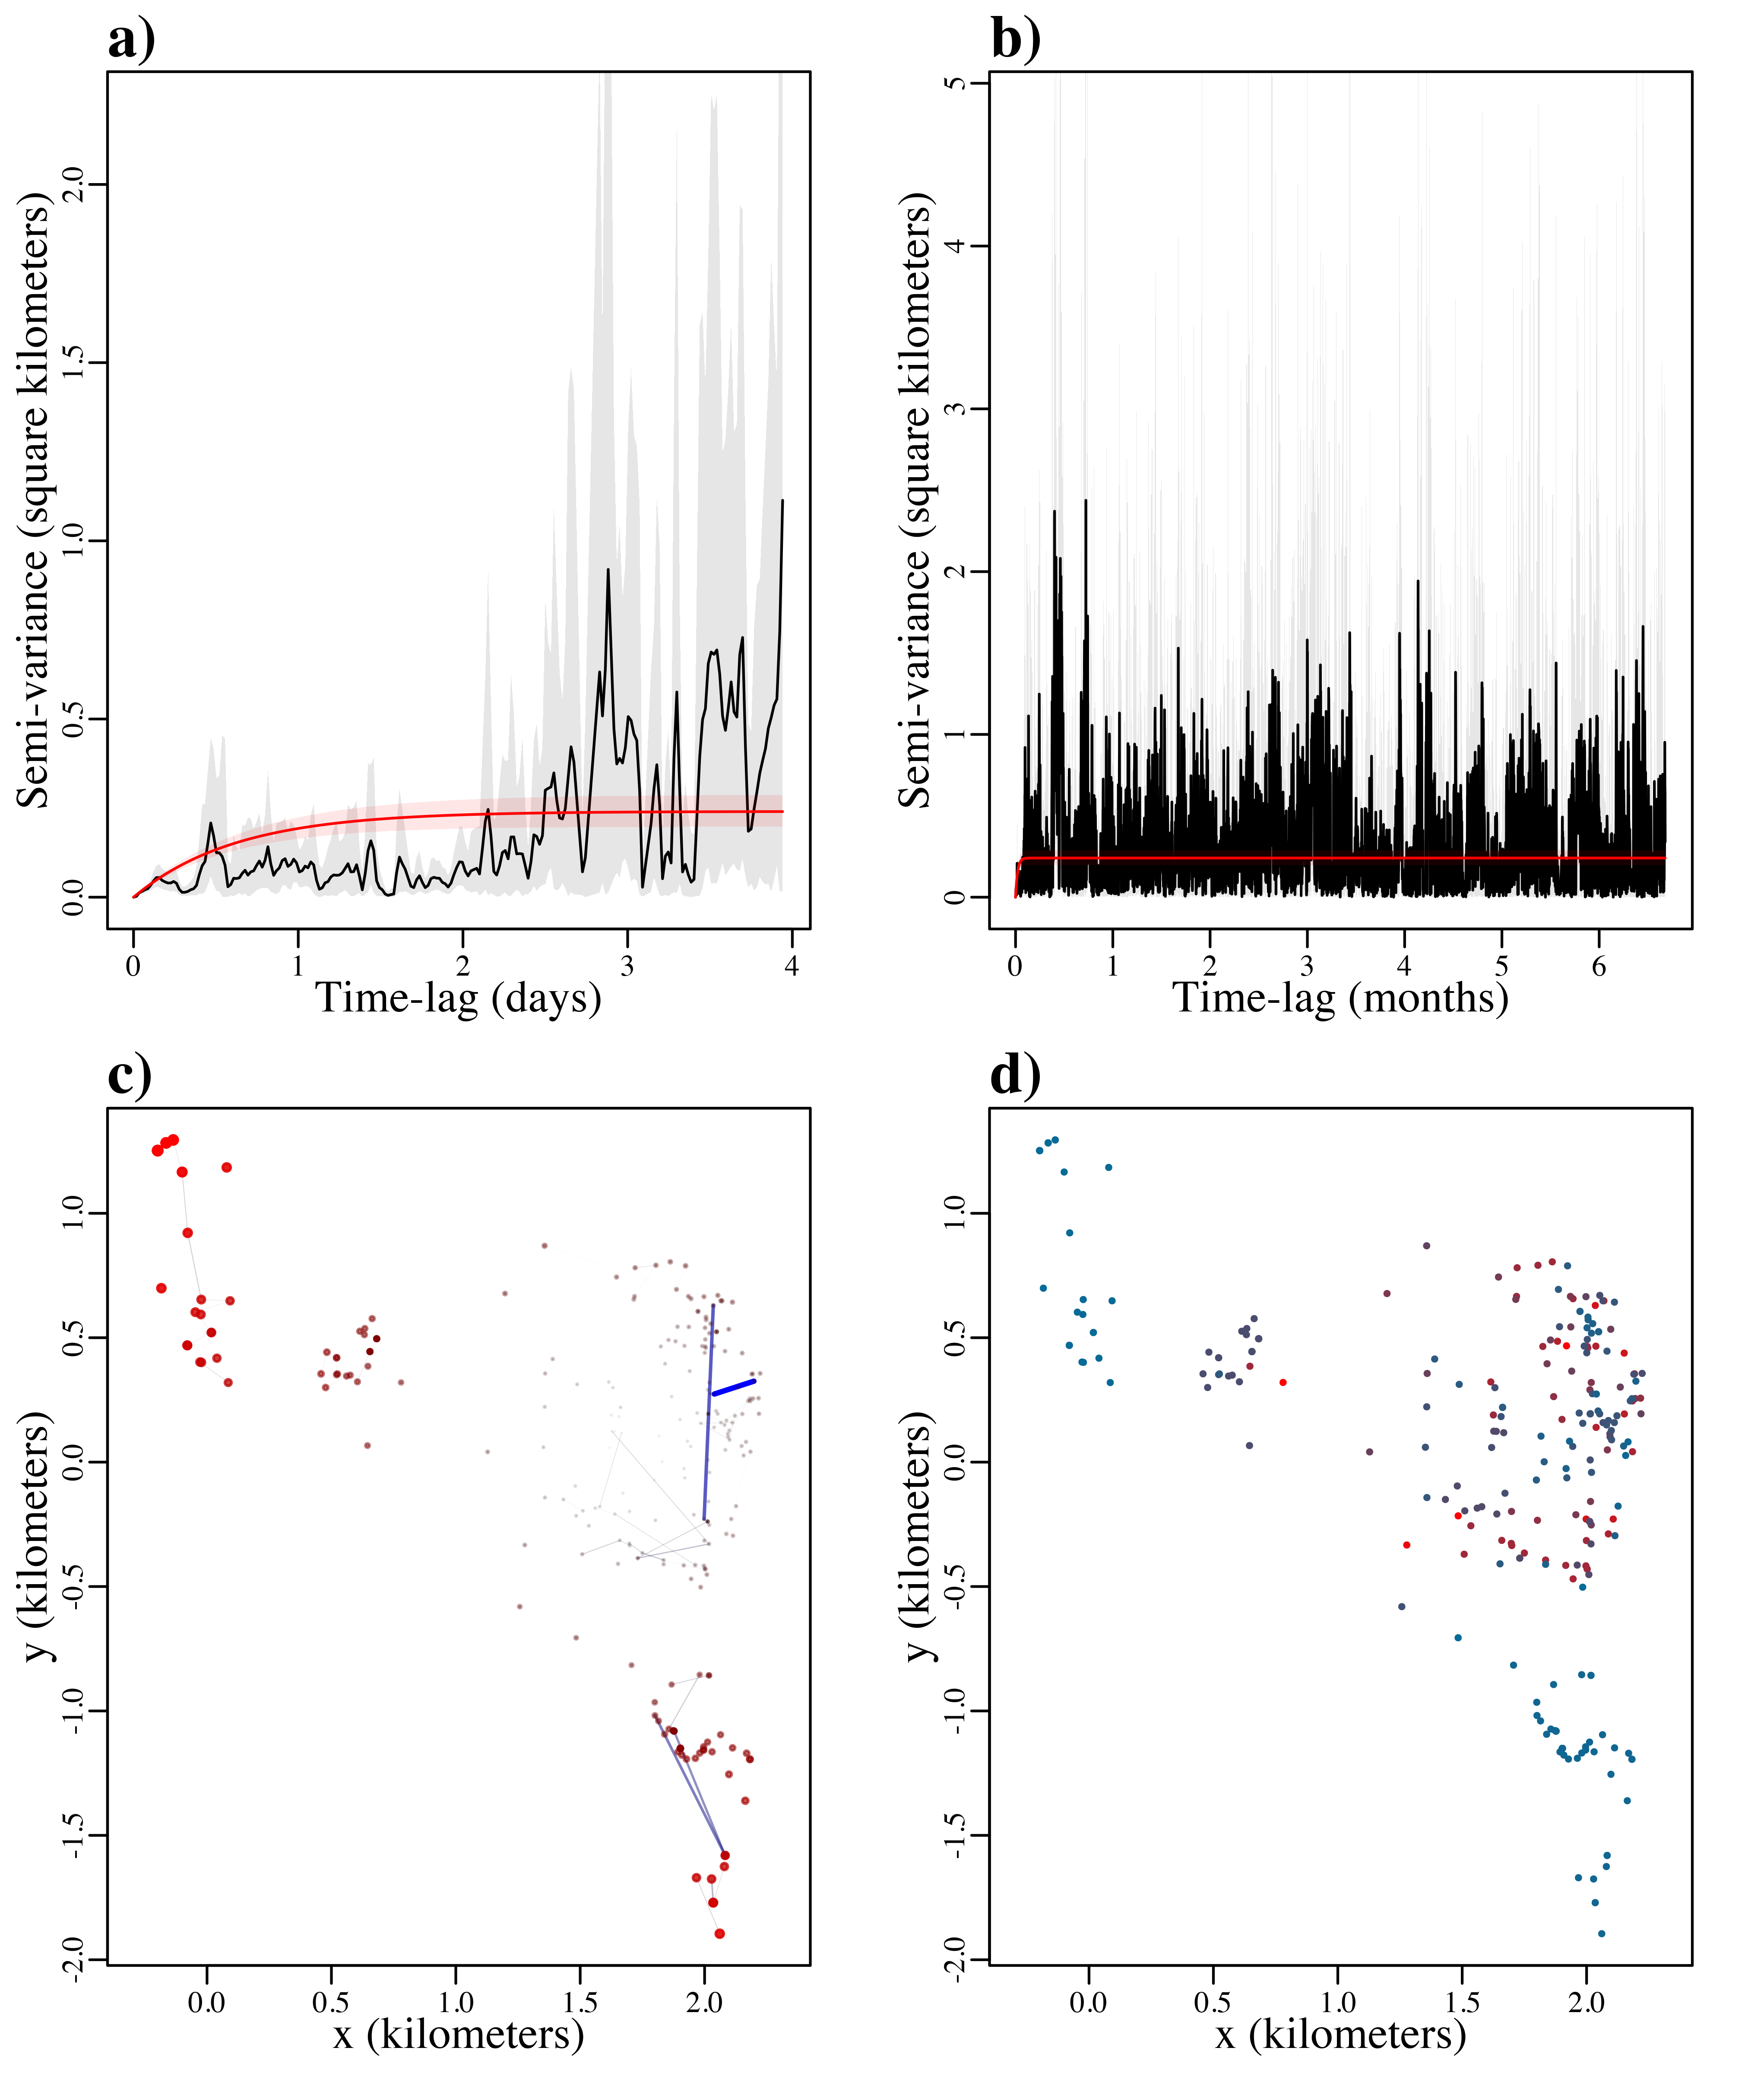 a)
Semi-variance (square kilometers)
0.0 0.5 1.0 1.5 2.0
0 1 2 3 4
Time-lag (days)
b)
Semi-variance (square kilometers)
0 1 2 3 4 5
0 1 2 3 4 5 6
Time-lag (months)
c)
y (kilometers)
-2.0 -1.5 -1.0 -0.5 0.0 0.5 1.0
0.0 0.5 1.0 1.5 2.0
x (kilometers)
d)
y (kilometers)
-2.0 -1.5 -1.0 -0.5 0.0 0.5 1.0
0.0 0.5 1.0 1.5 2.0
x (kilometers)